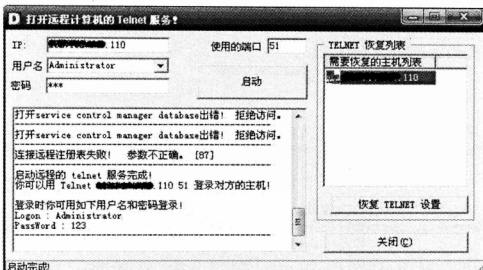 打开远程计算机的 Telnet 服务!
IP: .110
使用的端口 51
用户名 Administrator
密码 ***
启动
打开service control manager database出错! 拒绝访问。
打开service control manager database出错! 拒绝访问。
连接远程注册表失败! 参数不正确。 [87]
启动远程的 telnet 服务完成!
你可以用 Telnet .110 51 登录对方的主机!
登录时你可用如下用户名和密码登录!
Logon : Administrator
PassWord : 123
TELNET 恢复列表
需要恢复的主机列表
.110
恢复 TELNET 设置
关闭(C)
启动完成!